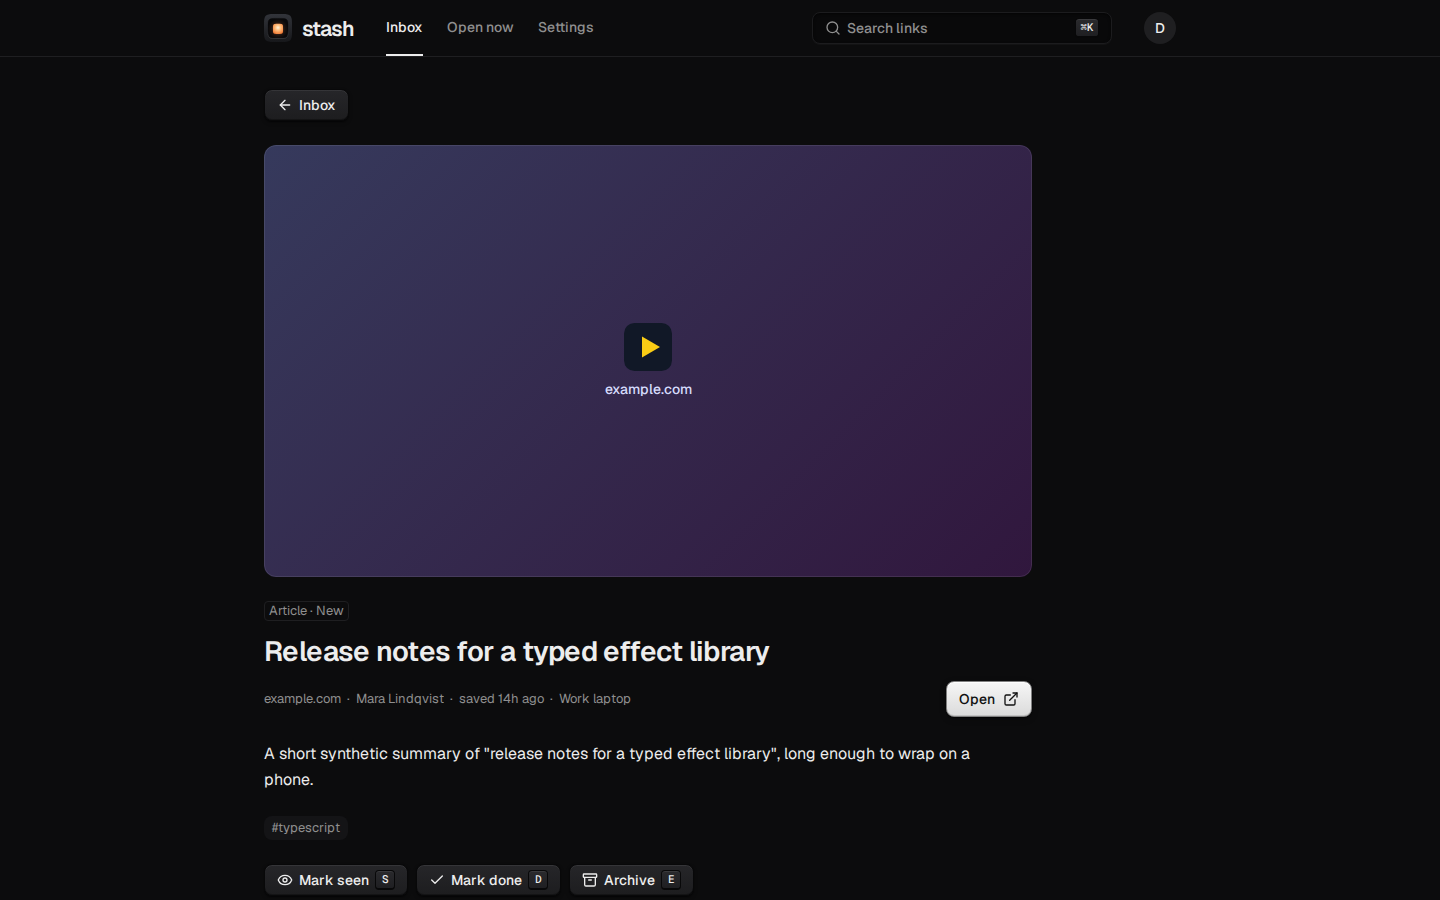 stash
Inbox
Open now
Settings
Search links
⌘K
D
Inbox
example.com
Article · New
Release notes for a typed effect library
example.com · Mara Lindqvist · saved 14h ago · Work laptop
Open
A short synthetic summary of "release notes for a typed effect library", long enough to wrap on a
phone.
#typescript
Mark seen S
Mark done D
Archive E